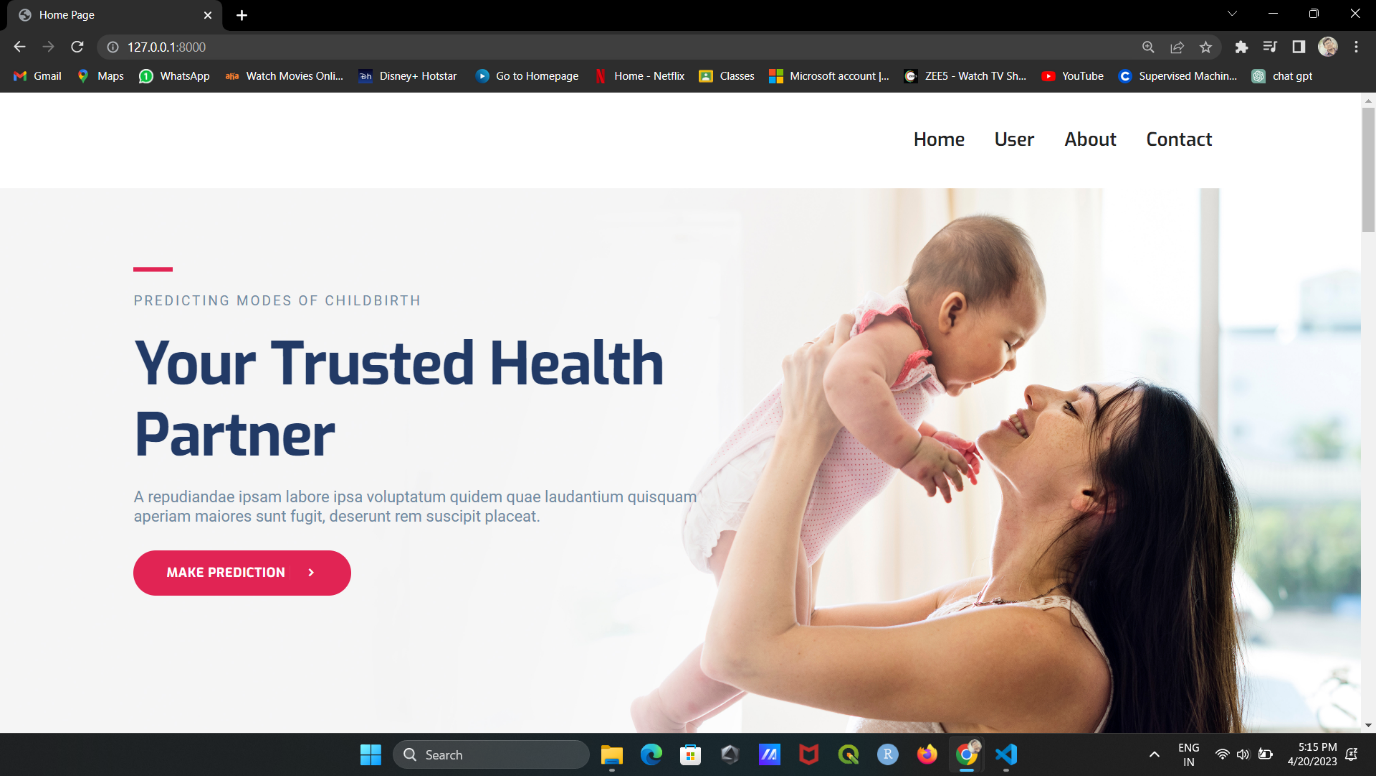 Home Page
127.0.0.1:8000
Gmail
Maps
WhatsApp
Watch Movies Onli...
Disney+ Hotstar
Go to Homepage
Home - Netflix
Classes
Microsoft account |...
ZEE5 - Watch TV Sh...
YouTube
Supervised Machin...
chat gpt
Home
User
About
Contact
PREDICTING MODES OF CHILDBIRTH
Your Trusted Health
Partner
A repudiandae ipsam labore ipsa voluptatum quidem quae laudantium quisquam
aperiam maiores sunt fugit, deserunt rem suscipit placeat.
MAKE PREDICTION
Search
ENG
IN
5:15 PM
4/20/2023